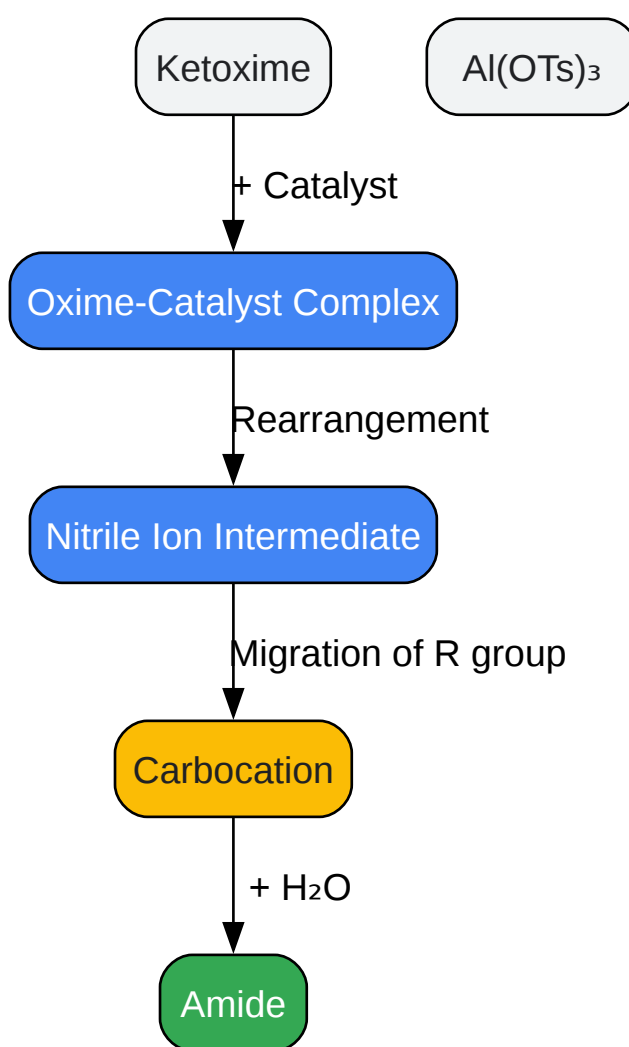 Ketoxime
Al(OTs)₃
+ Catalyst
Oxime-Catalyst Complex
Rearrangement
Nitrile Ion Intermediate
Migration of R group
Carbocation
+ H₂O
Amide